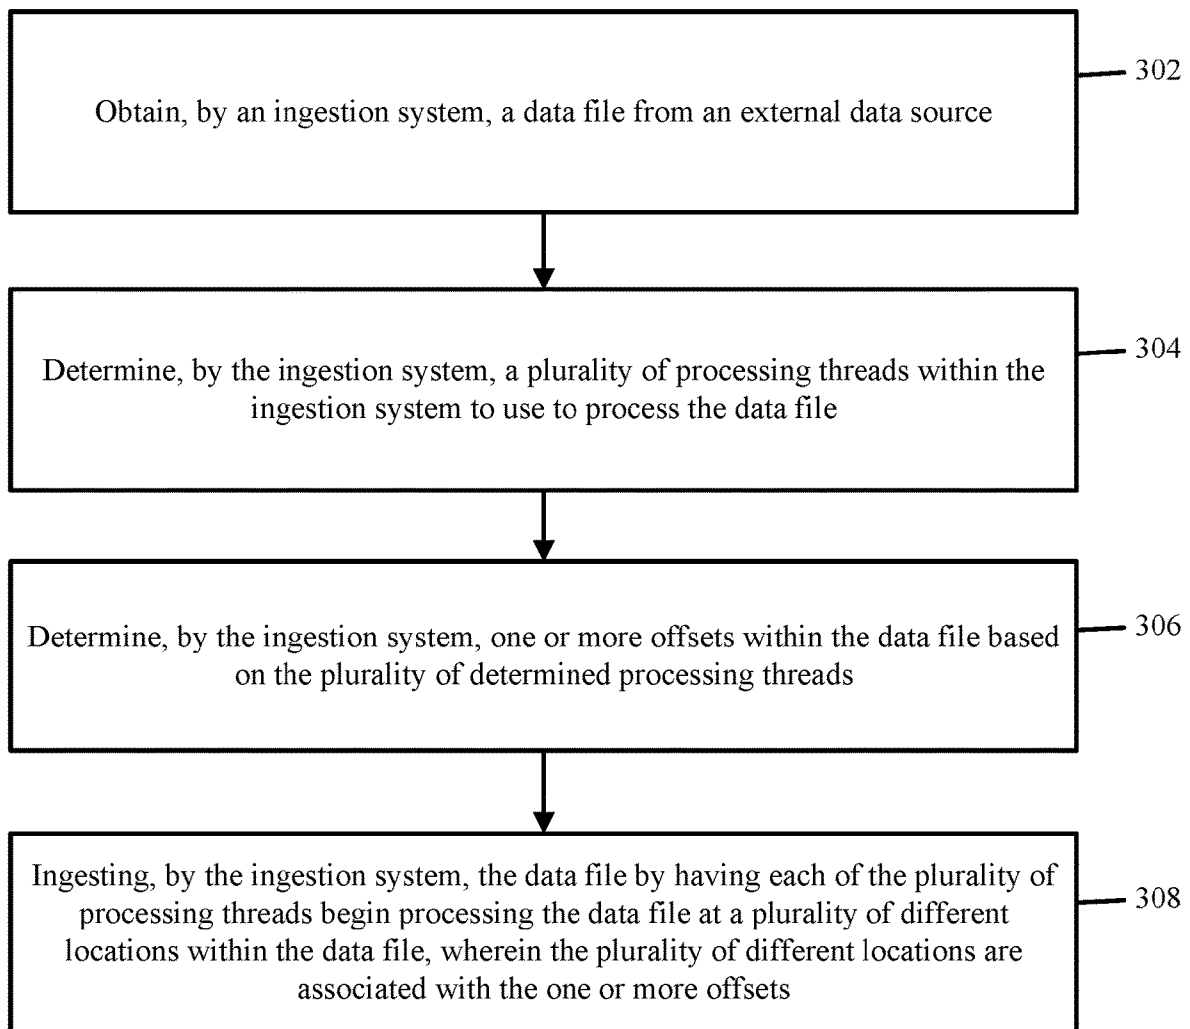 Obtain, by an ingestion system, a data file from an external data source
302
Determine, by the ingestion system, a plurality of processing threads within the
ingestion system to use to process the data file
304
Determine, by the ingestion system, one or more offsets within the data file based
on the plurality of determined processing threads
306
Ingesting, by the ingestion system, the data file by having each of the plurality of
processing threads begin processing the data file at a plurality of different
locations within the data file, wherein the plurality of different locations are
associated with the one or more offsets
308